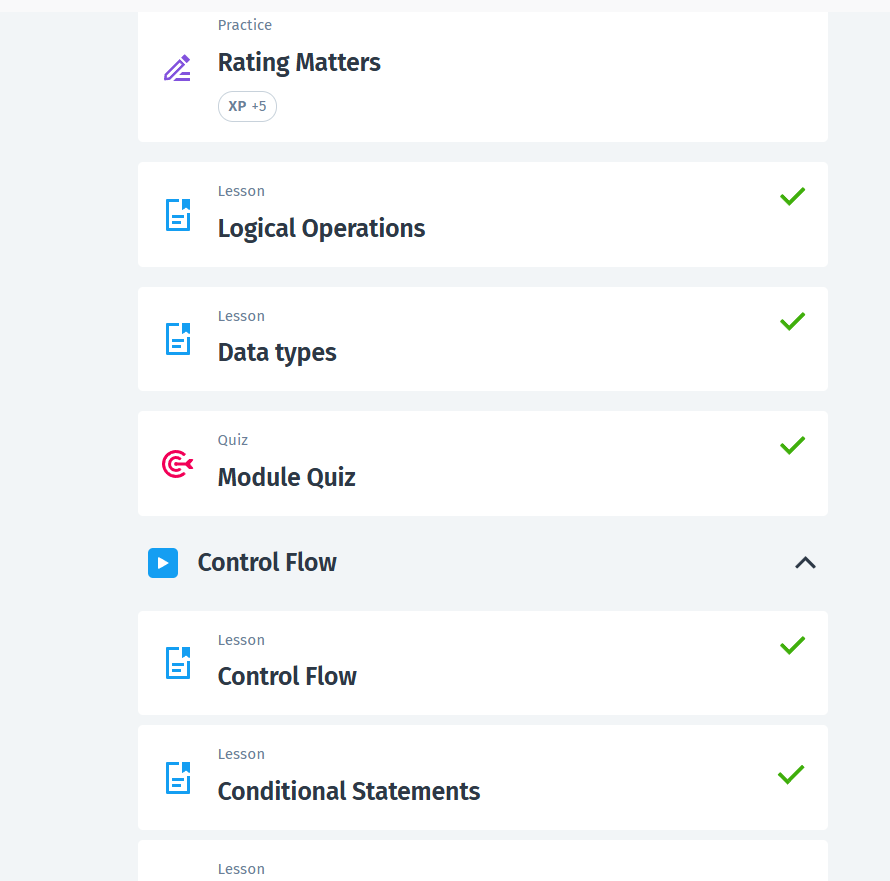 Practice
Rating Matters
XP +5
Lesson
Logical Operations
Lesson
Data types
Quiz
Module Quiz
Control Flow
Lesson
Control Flow
Lesson
Conditional Statements
Lesson